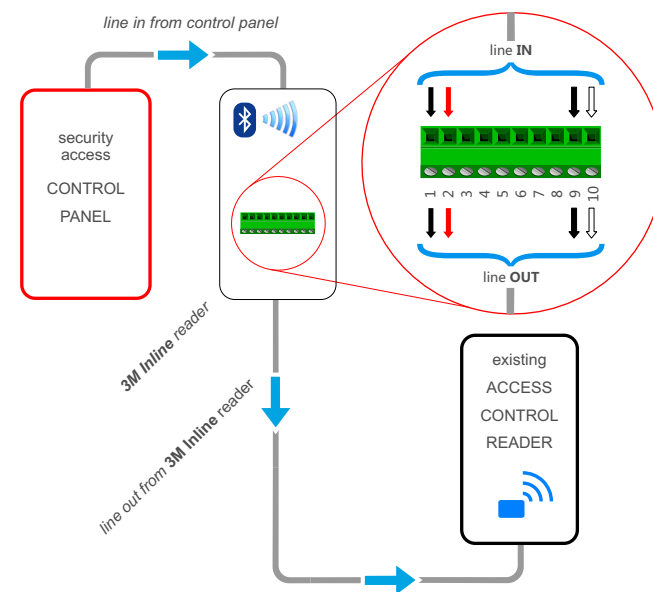 line in from control panel
security
access
CONTROL
PANEL
line IN
1 2 3 4 5 6 7 8 9 10
line OUT
3M Inline reader
line out from 3M Inline reader
existing
ACCESS
CONTROL
READER